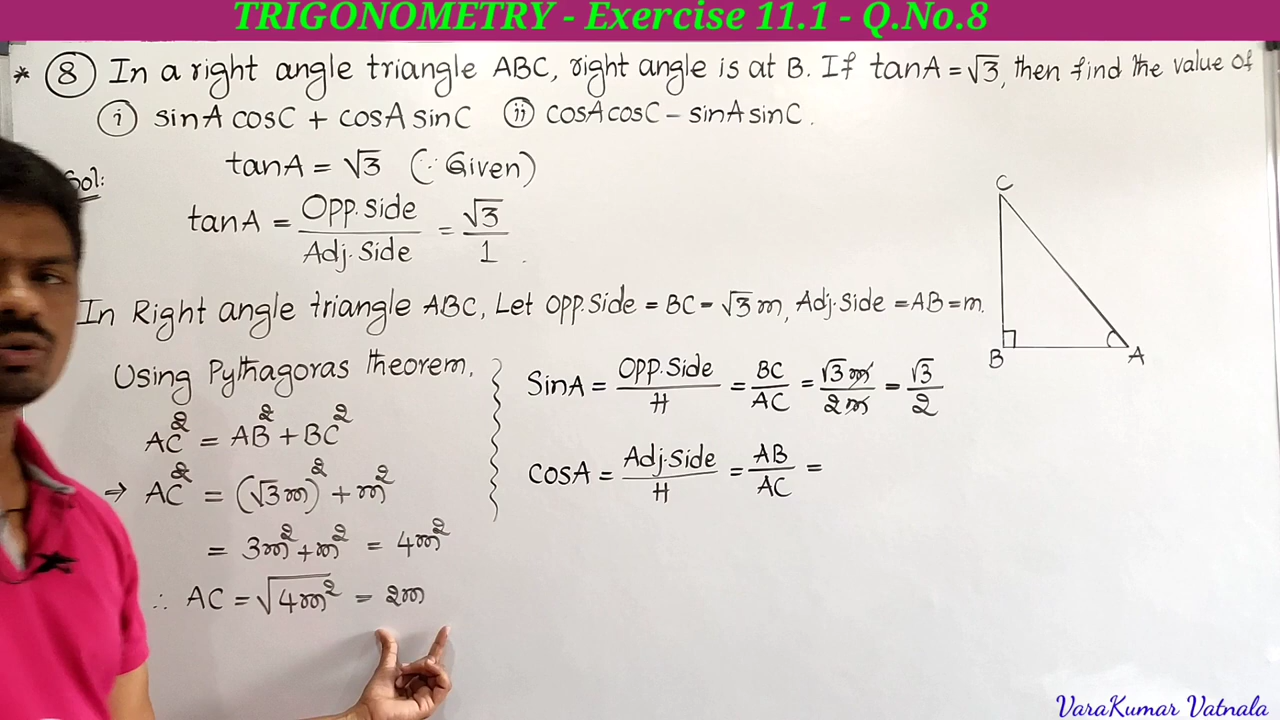 TRIGONOMETRY - Exercise 11.1 - Q.No.8
* 8 In a right angle triangle ABC, right angle is at B. If tanA = √3, then find the value of
i sinA cosC + cosA sinC ii cosA cosC - sinA sinC.
Sol: tanA = √3 (∵ Given)
tanA = Opp.Side / Adj.Side = √3 / 1.
In Right angle triangle ABC, Let Opp.Side = BC = √3m, Adj.Side = AB = m.
Using Pythagoras theorem,
AC² = AB² + BC²
⇒ AC² = (√3m)² + m²
= 3m² + m² = 4m²
∴ AC = √4m² = 2m
SinA = Opp.Side / H = BC / AC = √3m / 2m = √3 / 2
CosA = Adj.Side / H = AB / AC =
C
B
A
VaraKumar Vatnala